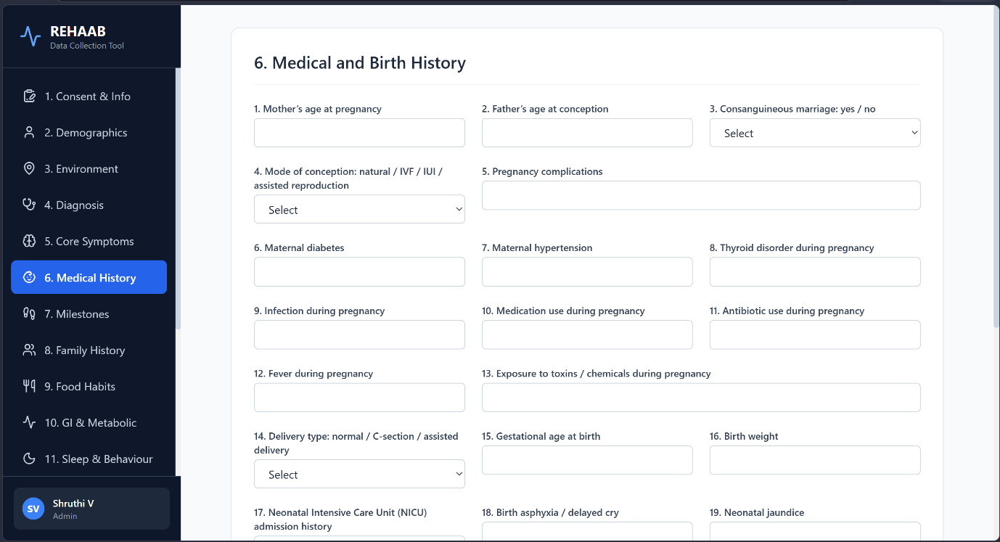 REHAAB
Data Collection Tool
1. Consent & Info
2. Demographics
3. Environment
4. Diagnosis
5. Core Symptoms
6. Medical History
7. Milestones
8. Family History
9. Food Habits
10. GI & Metabolic
11. Sleep & Behaviour
SV
Shruthi V
Admin
6. Medical and Birth History
1. Mother’s age at pregnancy
2. Father’s age at conception
3. Consanguineous marriage: yes / no
Select
4. Mode of conception: natural / IVF / IUI /
assisted reproduction
Select
5. Pregnancy complications
6. Maternal diabetes
7. Maternal hypertension
8. Thyroid disorder during pregnancy
9. Infection during pregnancy
10. Medication use during pregnancy
11. Antibiotic use during pregnancy
12. Fever during pregnancy
13. Exposure to toxins / chemicals during pregnancy
14. Delivery type: normal / C-section / assisted
delivery
Select
15. Gestational age at birth
16. Birth weight
17. Neonatal Intensive Care Unit (NICU)
admission history
18. Birth asphyxia / delayed cry
19. Neonatal jaundice